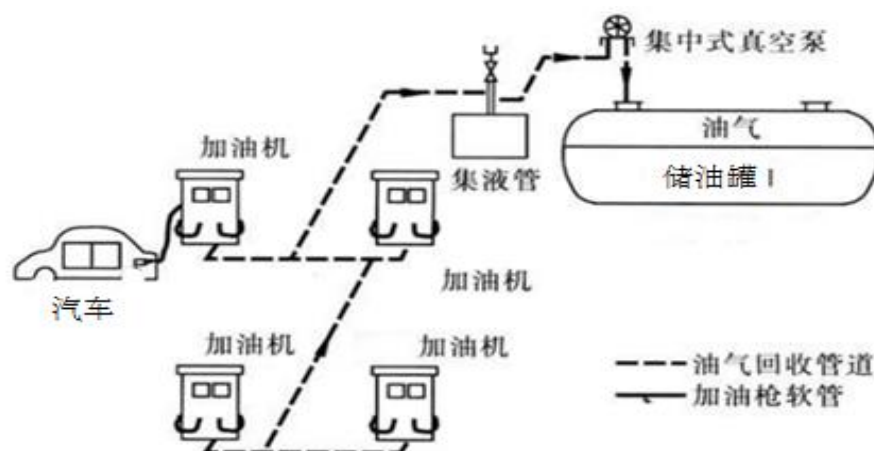 集中式真空泵
加油机
集液管
油气
储油罐 I
汽车
加油机
加油机
加油机
油气回收管道
加油枪软管